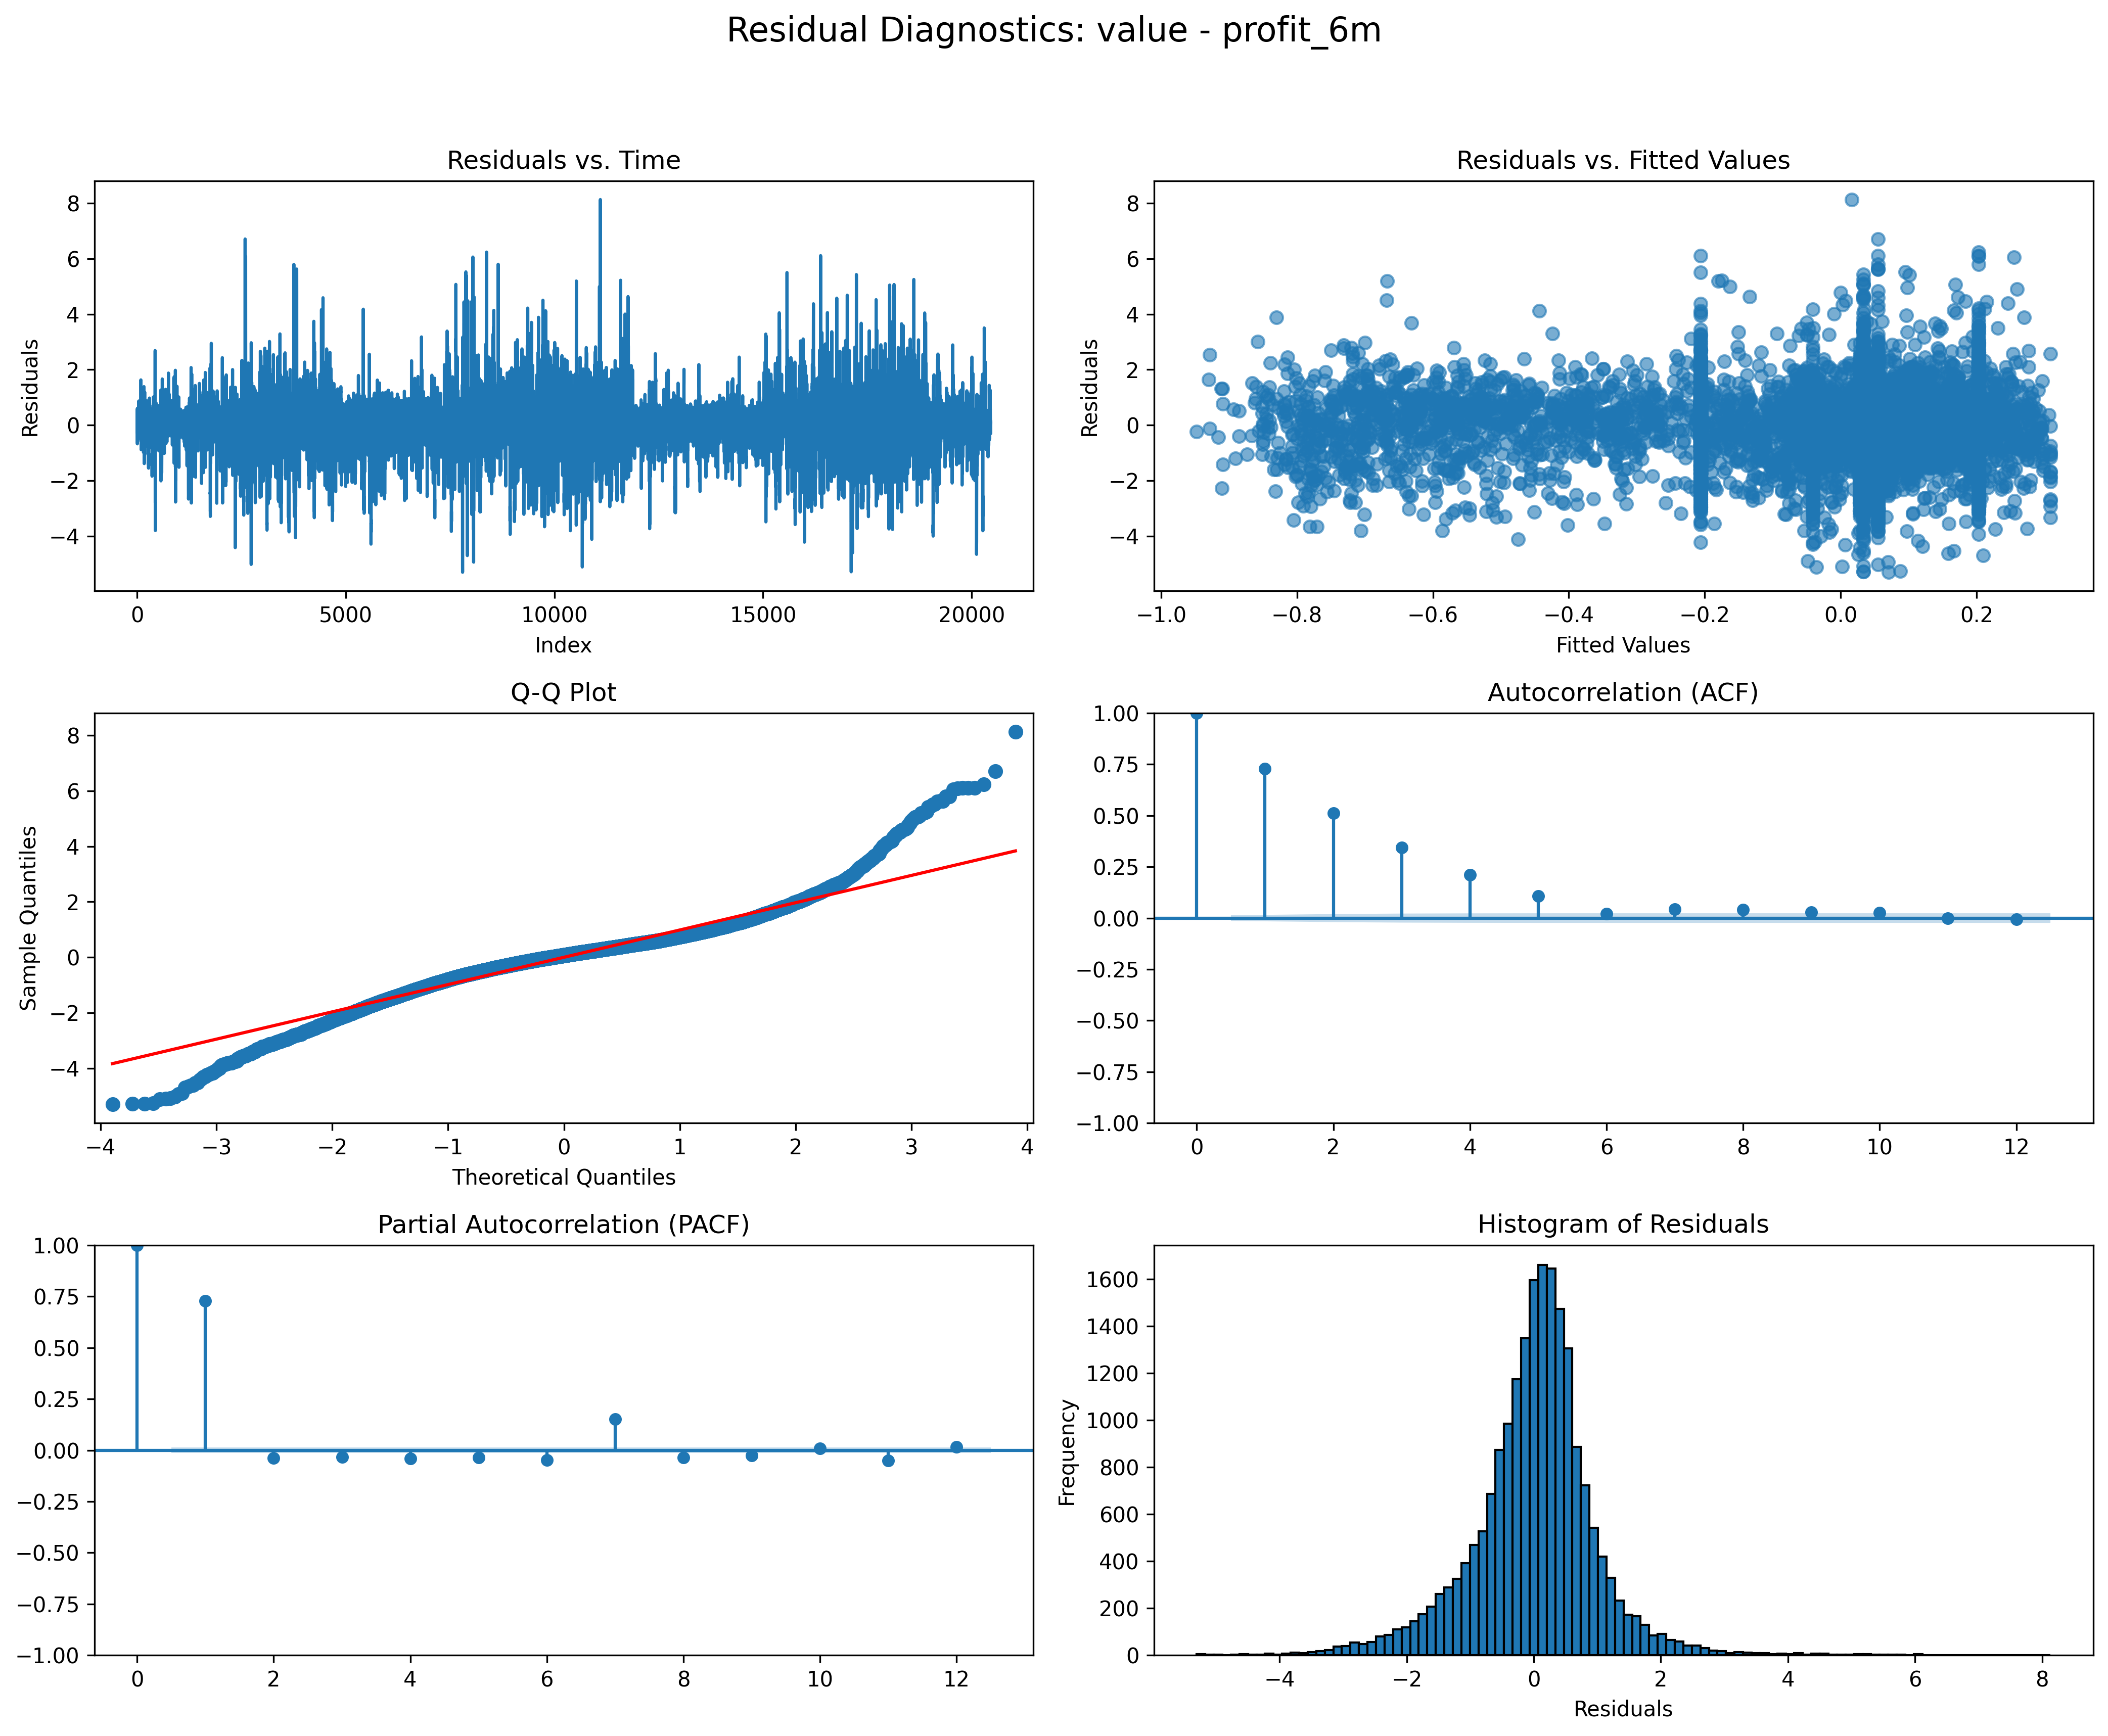 Residual Diagnostics: value - profit_6m
Residuals vs. Time
8
6
4
2
0
−2
−4
Residuals
0 5000 10000 15000 20000
Index
Residuals vs. Fitted Values
8
6
4
2
0
−2
−4
Residuals
−1.0 −0.8 −0.6 −0.4 −0.2 0.0 0.2
Fitted Values
Q-Q Plot
8
6
4
2
0
−2
−4
Sample Quantiles
−4 −3 −2 −1 0 1 2 3 4
Theoretical Quantiles
Autocorrelation (ACF)
1.00
0.75
0.50
0.25
0.00
−0.25
−0.50
−0.75
−1.00
0 2 4 6 8 10 12
Partial Autocorrelation (PACF)
1.00
0.75
0.50
0.25
0.00
−0.25
−0.50
−0.75
−1.00
0 2 4 6 8 10 12
Histogram of Residuals
1600
1400
1200
1000
800
600
400
200
0
Frequency
−4 −2 0 2 4 6 8
Residuals